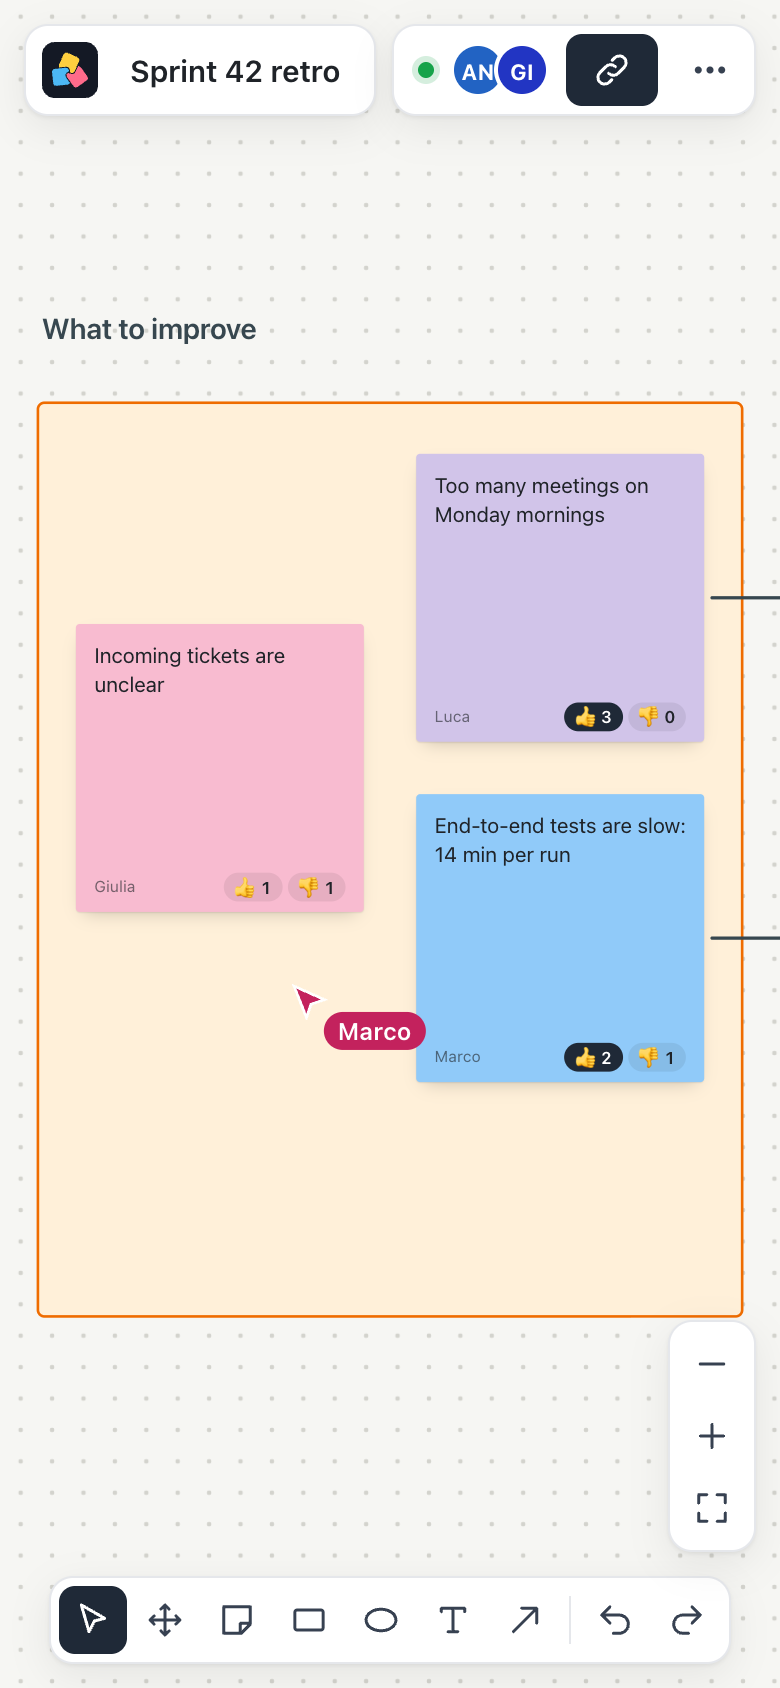 Sprint 42 retro
AN
GI
What to improve
Too many meetings on
Monday mornings
Luca
👍 3
👎 0
Incoming tickets are
unclear
Giulia
👍 1
👎 1
End-to-end tests are slow:
14 min per run
Marco
👍 2
👎 1
Marco